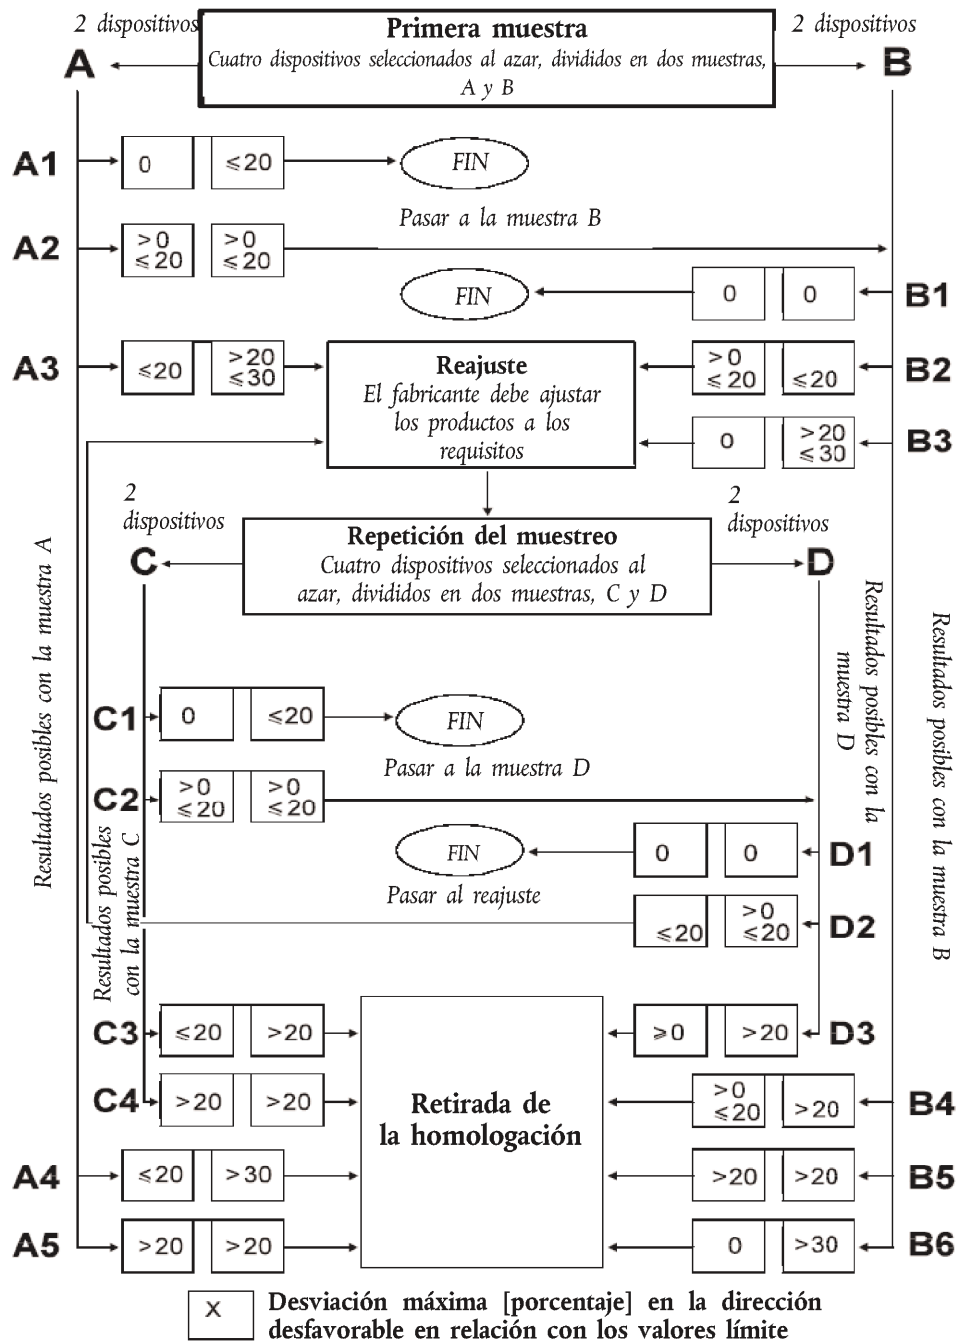 2 dispositivos
Primera muestra
2 dispositivos
A
Cuatro dispositivos seleccionados al azar, divididos en dos muestras,
A y B
B
A1
0
≤20
FIN
Pasar a la muestra B
A2
>0
≤20
>0
≤20
FIN
0
0
B1
A3
≤20
>20
≤30
Reajuste
El fabricante debe ajustar
los productos a los
requisitos
>0
≤20
≤20
B2
0
>20
≤30
B3
2
dispositivos
2
dispositivos
C
Repetición del muestreo
Cuatro dispositivos seleccionados al
azar, divididos en dos muestras, C y D
D
Resultados posibles con la muestra A
Resultados posibles con la
muestra D
Resultados posibles con la muestra B
C1
0
≤20
FIN
Pasar a la muestra D
C2
>0
≤20
>0
≤20
Resultados posibles
con la muestra C
FIN
0
0
D1
Pasar al reajuste
≤20
>0
≤20
D2
C3
≤20
>20
≥0
>20
D3
C4
>20
>20
Retirada de
la homologación
>0
≤20
>20
B4
A4
≤20
>30
>20
>20
B5
A5
>20
>20
0
>30
B6
X
Desviación máxima [porcentaje] en la dirección
desfavorable en relación con los valores límite